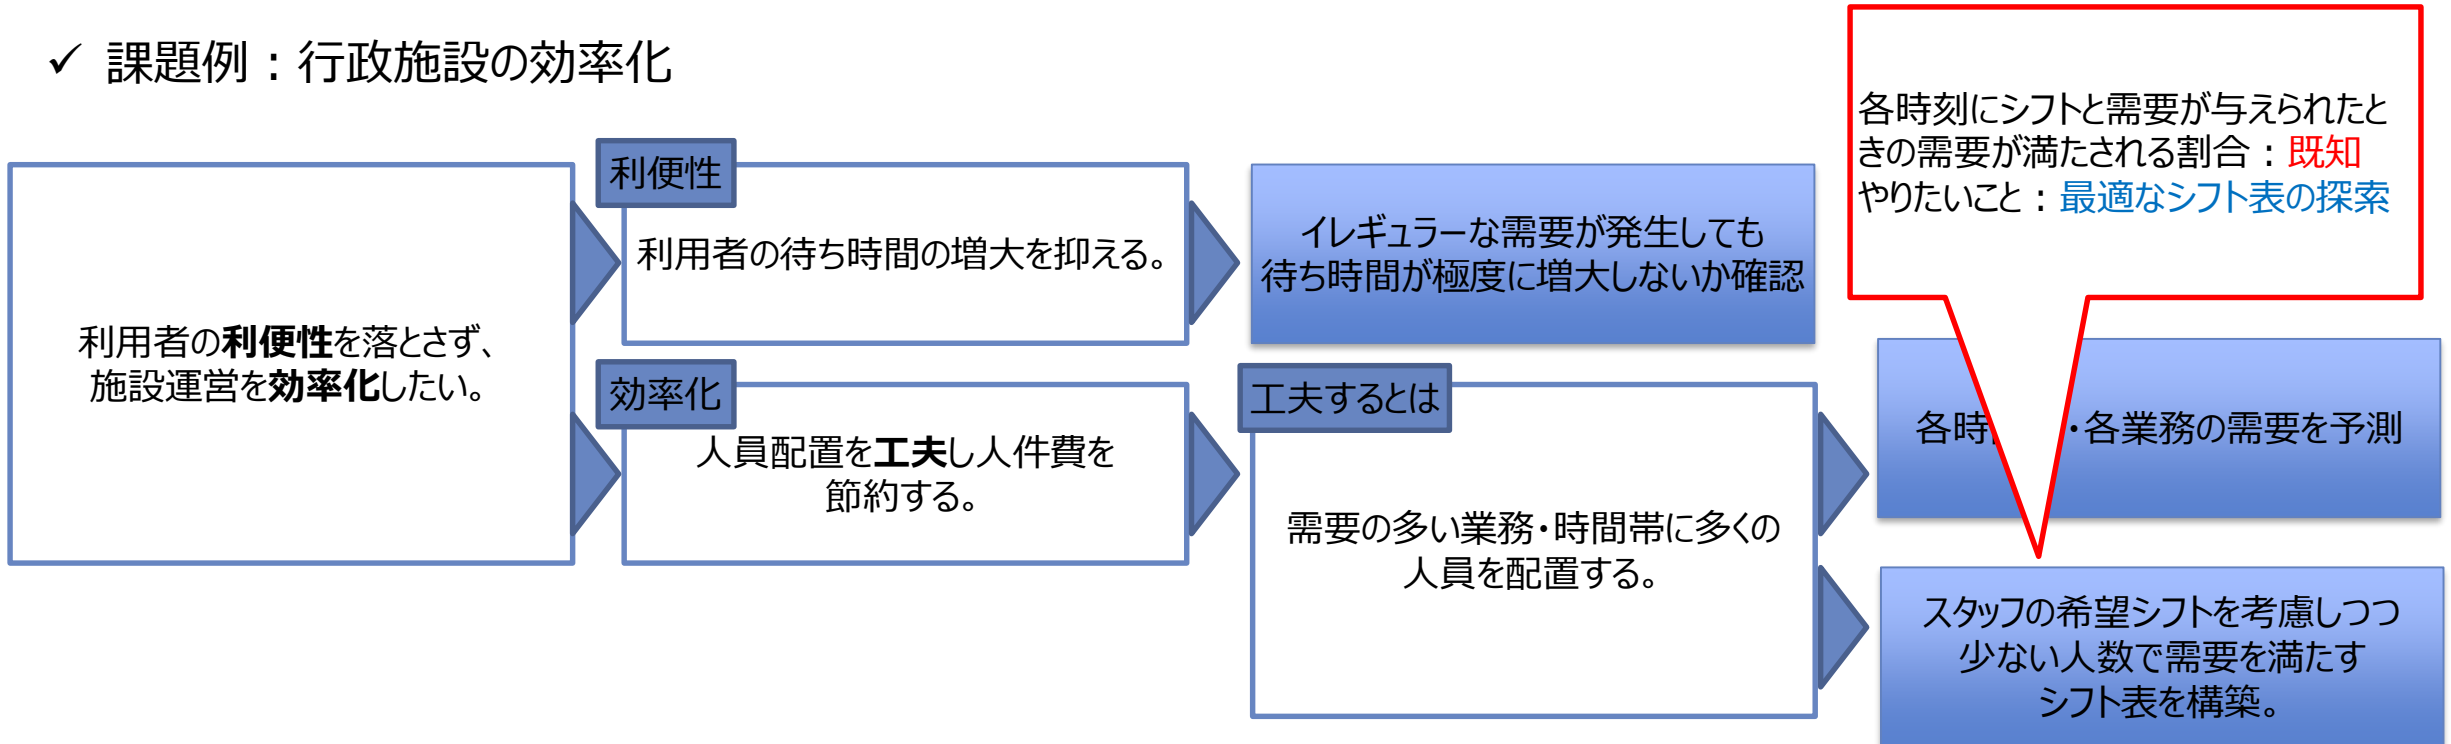 ✓ 課題例：行政施設の効率化
各時刻にシフトと需要が与えられたと
きの需要が満たされる割合：既知
やりたいこと：最適なシフト表の探索
利用者の利便性を落とさず、
施設運営を効率化したい。
利便性
利用者の待ち時間の増大を抑える。
イレギュラーな需要が発生しても
待ち時間が極度に増大しないか確認
効率化
人員配置を工夫し人件費を
節約する。
工夫するとは
需要の多い業務・時間帯に多くの
人員を配置する。
各時 ・各業務の需要を予測
スタッフの希望シフトを考慮しつつ
少ない人数で需要を満たす
シフト表を構築。